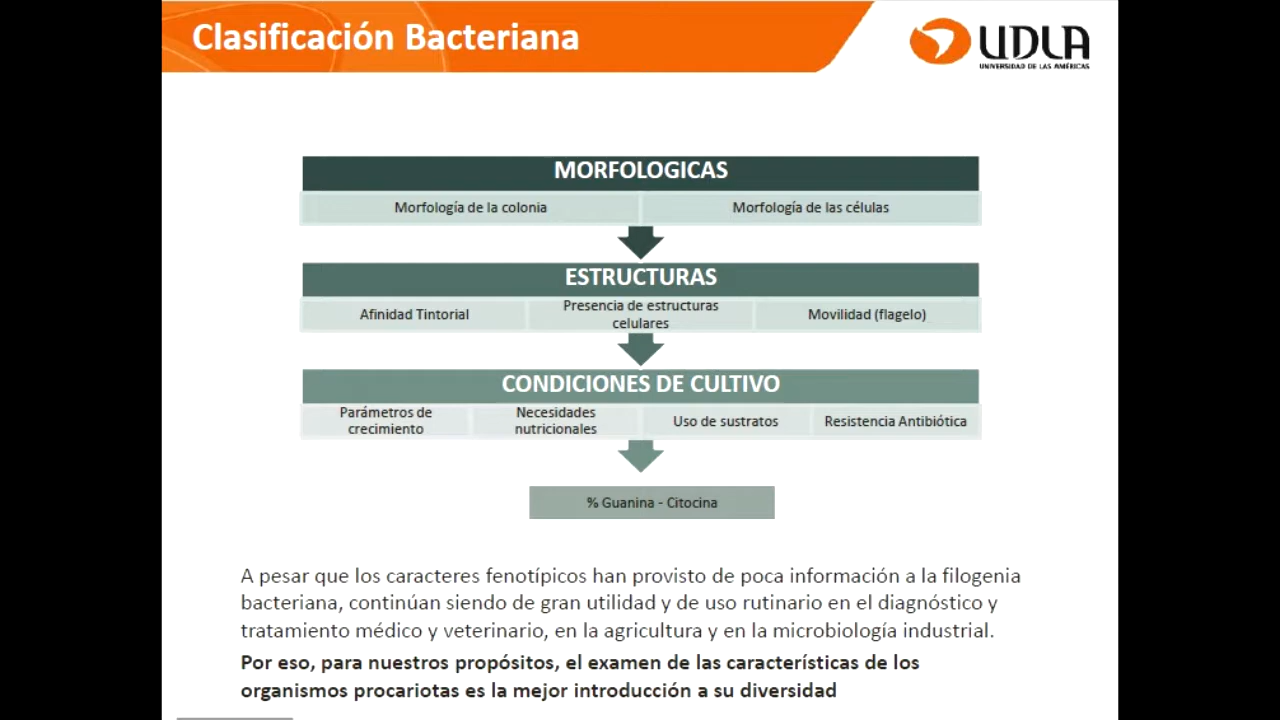 Clasificación Bacteriana
UDLA
UNIVERSIDAD DE LAS AMÉRICAS
MORFOLOGICAS
Morfología de la colonia
Morfología de las células
ESTRUCTURAS
Afinidad Tintorial
Presencia de estructuras
celulares
Movilidad (flagelo)
CONDICIONES DE CULTIVO
Parámetros de
crecimiento
Necesidades
nutricionales
Uso de sustratos
Resistencia Antibiótica
% Guanina - Citocina
A pesar que los caracteres fenotípicos han provisto de poca información a la filogenia
bacteriana, continúan siendo de gran utilidad y de uso rutinario en el diagnóstico y
tratamiento médico y veterinario, en la agricultura y en la microbiología industrial.
Por eso, para nuestros propósitos, el examen de las características de los
organismos procariotas es la mejor introducción a su diversidad